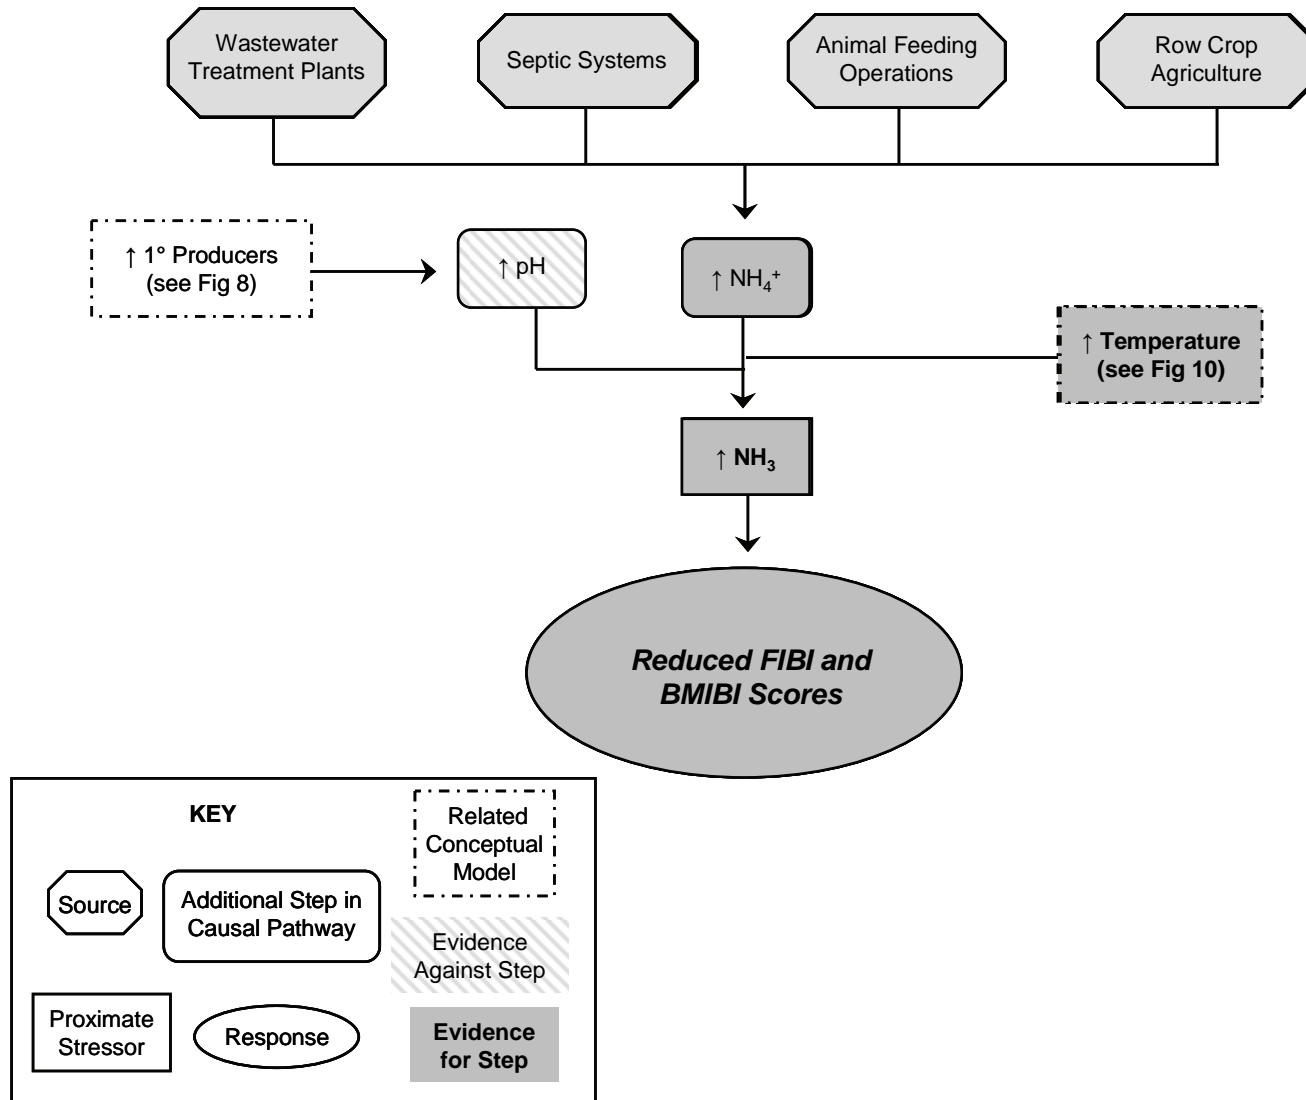 Wastewater
Treatment Plants
Septic Systems
Animal Feeding
Operations
Row Crop
Agriculture
↑ 1° Producers
(see Fig 8)
↑ pH
↑ NH₄⁺
↑ Temperature
(see Fig 10)
↑ NH₃
Reduced FIBI and
BMIBI Scores
KEY
Related
Conceptual
Model
Source
Additional Step in
Causal Pathway
Evidence
Against Step
Proximate
Stressor
Response
Evidence
for Step